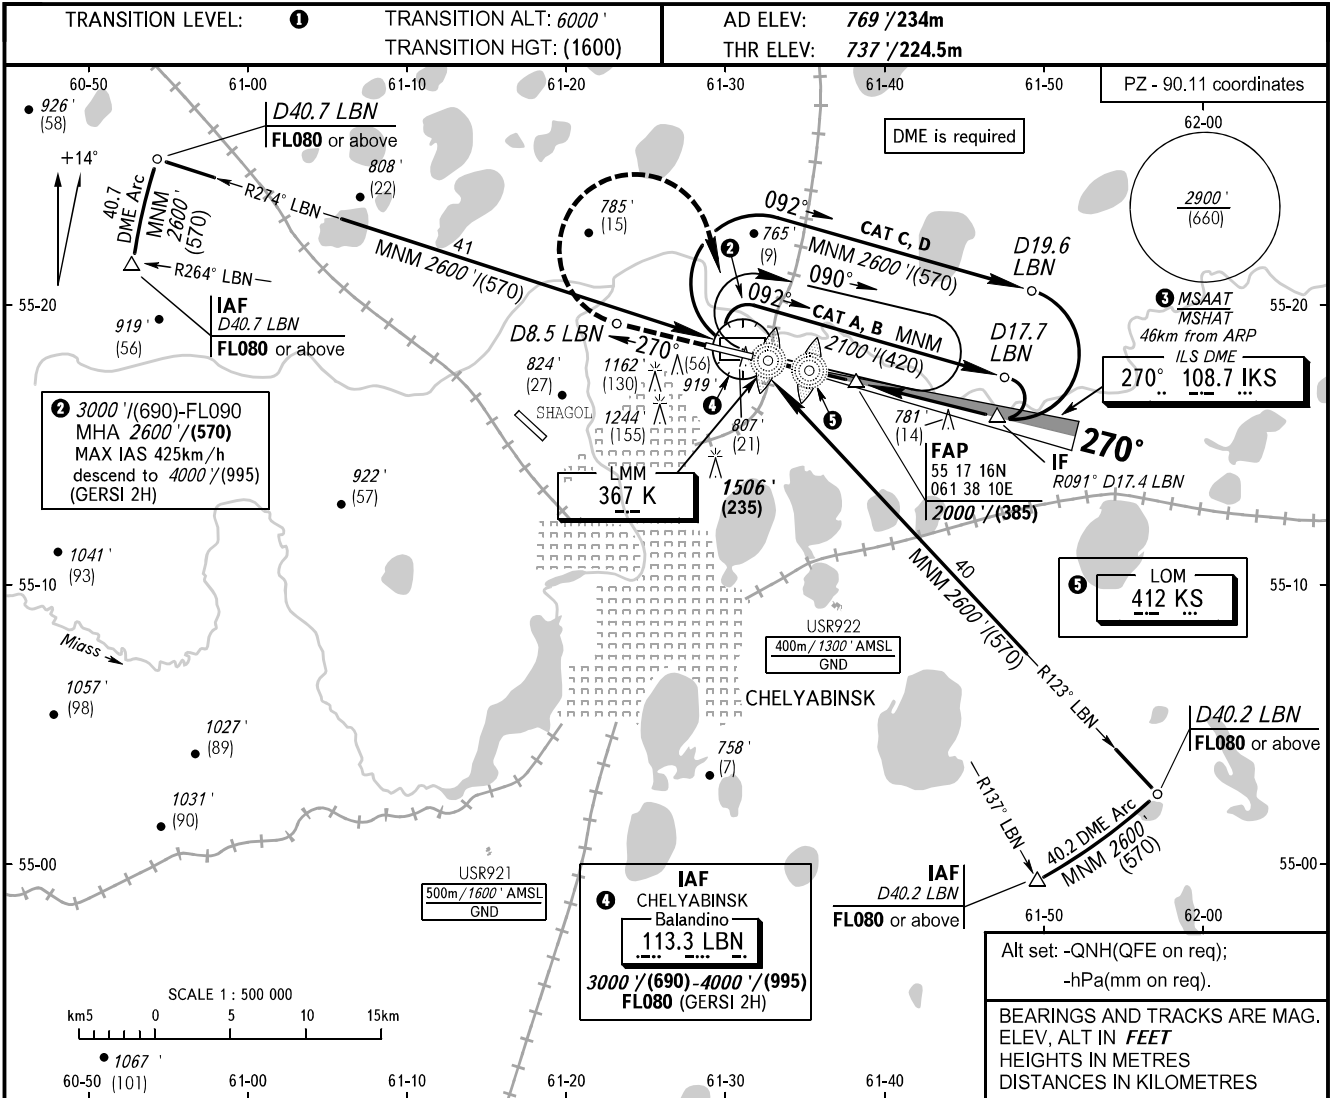 TRANSITION LEVEL: 1
TRANSITION ALT: 6000 '
TRANSITION HGT: (1600)
AD ELEV: 769 '/234m
THR ELEV: 737 '/224.5m
60-50 61-00 61-10 61-20 61-30 61-40 61-50
PZ - 90.11 coordinates
62-00
2900 '
(660)
3 MSAAT
MSHAT
46km from ARP
DME is required
926 '
(58)
+14°
D40.7 LBN
FL080 or above
808 '
(22)
40.7
DME Arc
MNM
2600 '
(570)
R274° LBN
41
MNM 2600 '/(570)
R264° LBN
IAF
D40.7 LBN
FL080 or above
919 '
(56)
785 '
(15)
092°
CAT C, D
MNM 2600 '/(570)
765 '
(9)
2
090°
092°
CAT A, B MNM
2100 '/(420)
D19.6
LBN
D17.7
LBN
55-20
55-20
D8.5 LBN
270°
ILS DME
270° 108.7 IKS
824 '
(27)
1162 '
(130)
(56)
919 '
SHAGOL
1244 '
(155)
4
807 '
(21)
5
781 '
(14)
270°
2 3000 '/(690)-FL090
MHA 2600 '/(570)
MAX IAS 425km/h
descend to 4000 '/(995)
(GERSI 2H)
LMM
367 K
1506 '
(235)
FAP
55 17 16N
061 38 10E
2000 '/(385)
IF
R091° D17.4 LBN
922 '
(57)
1041 '
(93)
40
MNM 2600 '/(570)
5
LOM
412 KS
55-10
55-10
USR922
400m/1300 ' AMSL
GND
Miass
CHELYABINSK
R123° LBN
1057 '
(98)
1027 '
(89)
758 '
(7)
D40.2 LBN
FL080 or above
R137° LBN
1031 '
(90)
40.2 DME Arc
MNM 2600 '
(570)
55-00
55-00
USR921
500m/1600 ' AMSL
GND
4
IAF
CHELYABINSK
Balandino
113.3 LBN
3000 '/(690)-4000 '/(995)
FL080 (GERSI 2H)
IAF
D40.2 LBN
FL080 or above
61-50 62-00
Alt set: -QNH(QFE on req);
-hPa(mm on req).
SCALE 1 : 500 000
km5 0 5 10 15km
BEARINGS AND TRACKS ARE MAG.
ELEV, ALT IN FEET
HEIGHTS IN METRES
DISTANCES IN KILOMETRES
1067 '
(101)
60-50 61-00 61-10 61-20 61-30 61-40